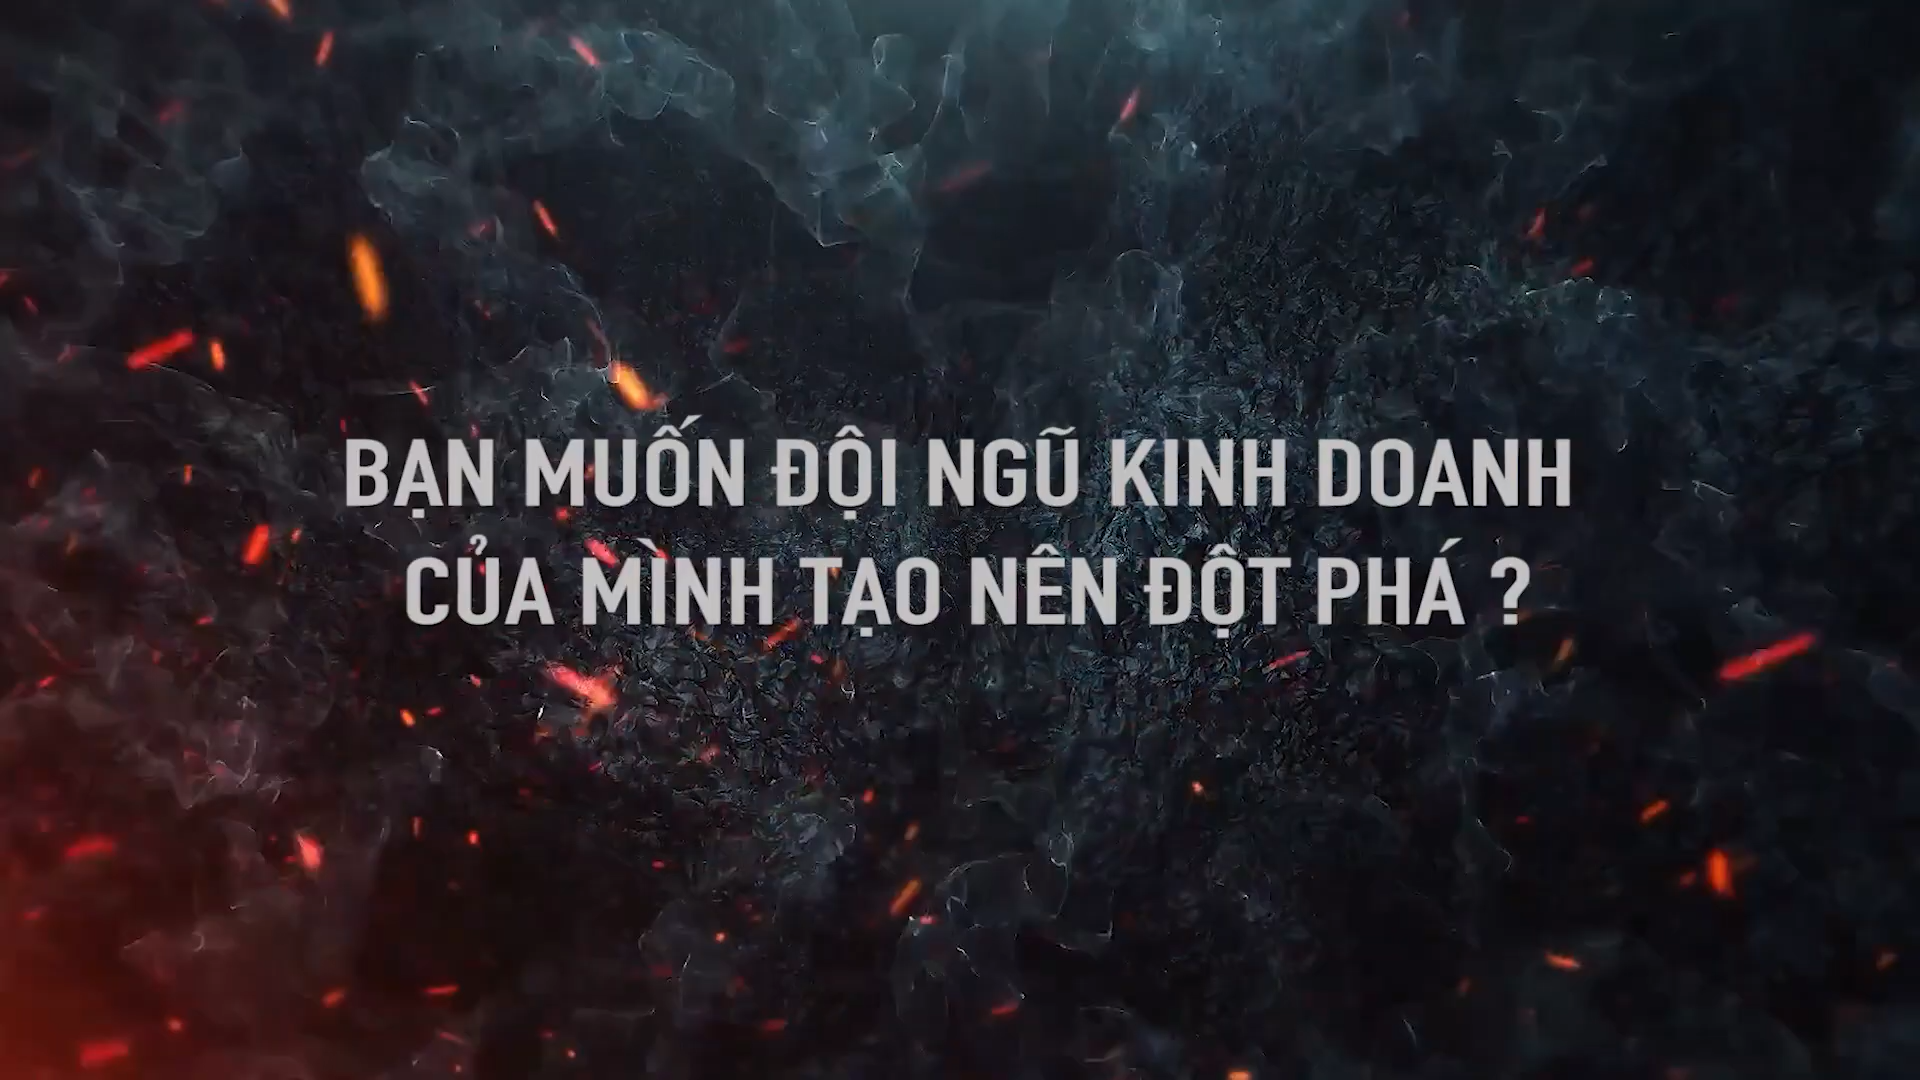 BẠN MUỐN ĐỘI NGŨ KINH DOANH
CỦA MÌNH TẠO NÊN ĐỘT PHÁ ?